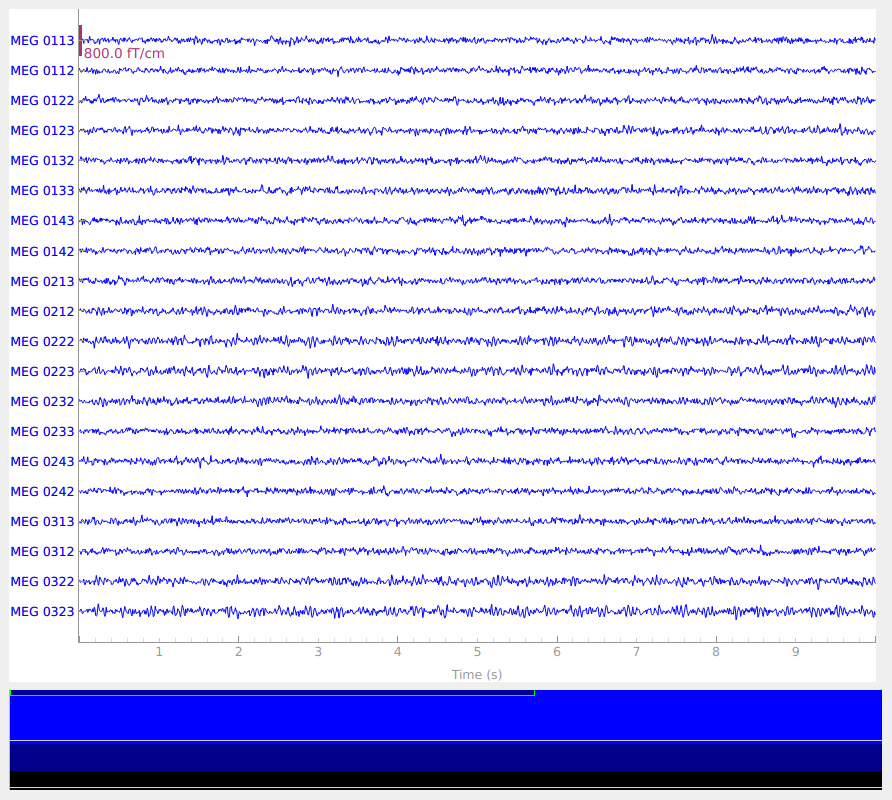 MEG 0113
800.0 fT/cm
MEG 0112
MEG 0122
MEG 0123
MEG 0132
MEG 0133
MEG 0143
MEG 0142
MEG 0213
MEG 0212
MEG 0222
MEG 0223
MEG 0232
MEG 0233
MEG 0243
MEG 0242
MEG 0313
MEG 0312
MEG 0322
MEG 0323
1 2 3 4 5 6 7 8 9
Time (s)